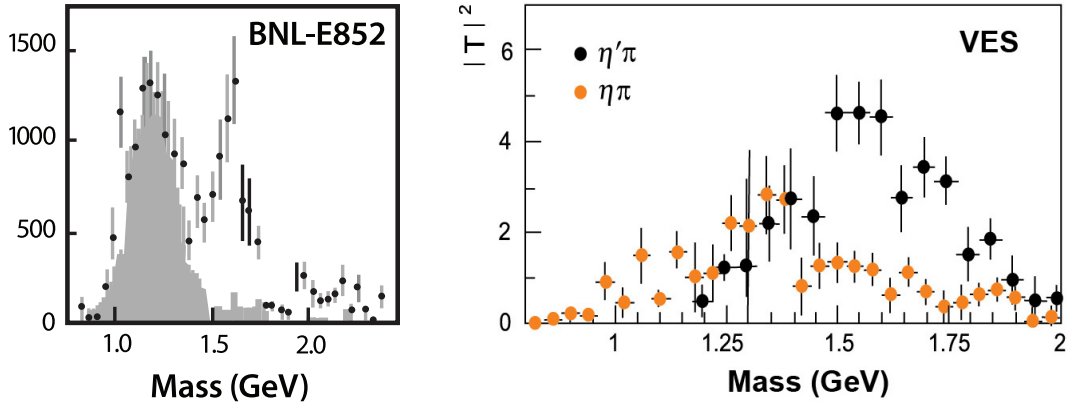 BNL-E852
1500
1000
500
0
1.0 1.5 2.0
Mass (GeV)
|T|²
VES
η′π
ηπ
6
4
2
0
1 1.25 1.5 1.75 2
Mass (GeV)